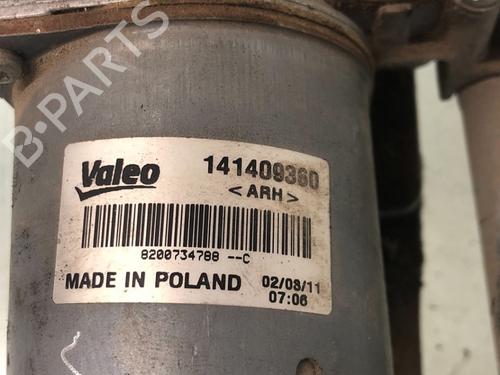 B-PARTS
Valeo 141409360
<ARH>
8200734788 --C
MADE IN POLAND 02/08/11
07:06